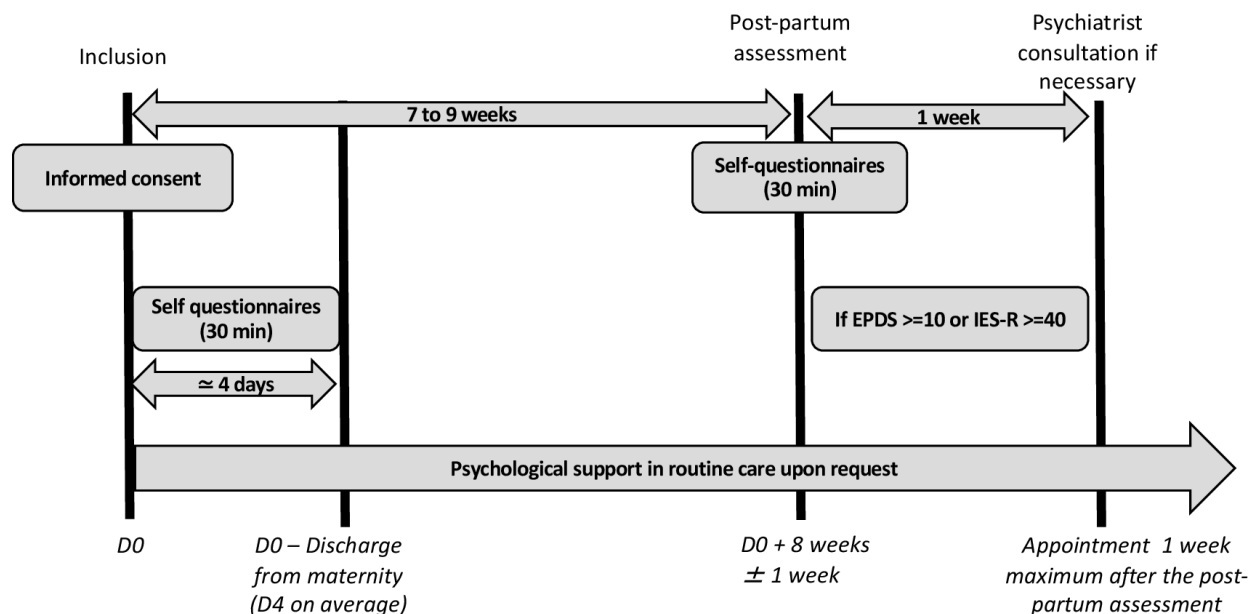 Inclusion
Post-partum
assessment
Psychiatrist
consultation if
necessary
7 to 9 weeks
1 week
Informed consent
Self-questionnaires
(30 min)
Self questionnaires
(30 min)
If EPDS >=10 or IES-R >=40
≃ 4 days
Psychological support in routine care upon request
D0
D0 – Discharge
from maternity
(D4 on average)
D0 + 8 weeks
± 1 week
Appointment 1 week
maximum after the post-
partum assessment